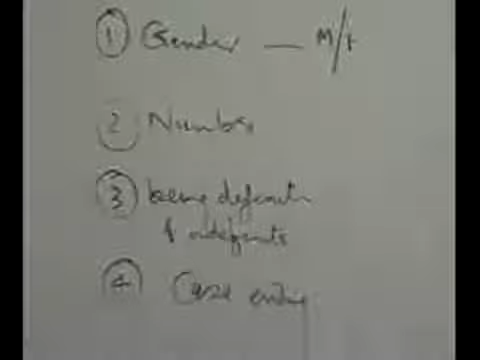 ① Gender — M/f
② Number
③ being definite
& indefinite
④ Case ending